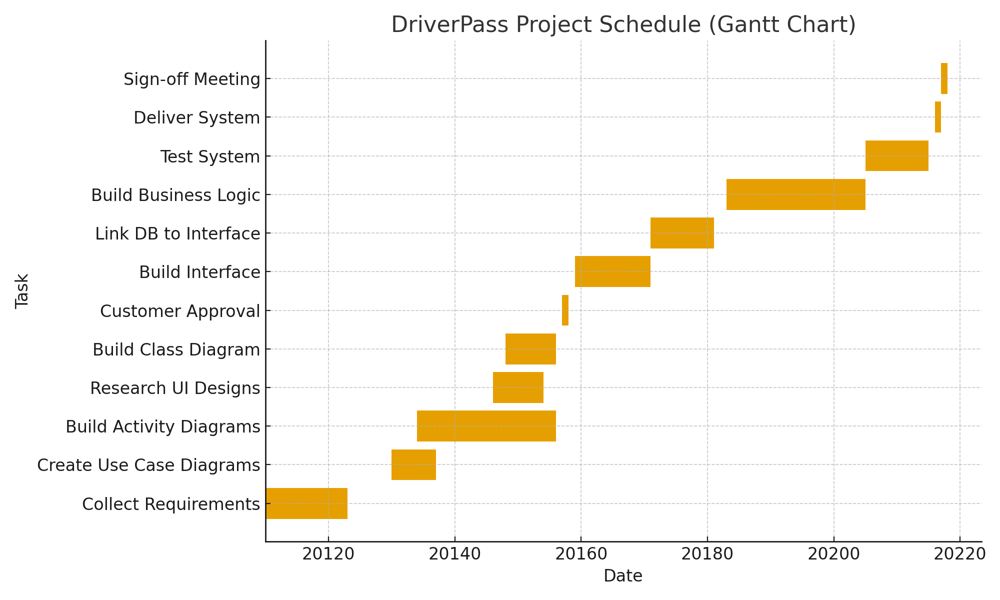 DriverPass Project Schedule (Gantt Chart)
Sign-off Meeting
Deliver System
Test System
Build Business Logic
Link DB to Interface
Build Interface
Customer Approval
Build Class Diagram
Research UI Designs
Build Activity Diagrams
Create Use Case Diagrams
Collect Requirements
Task
20120 20140 20160 20180 20200 20220
Date